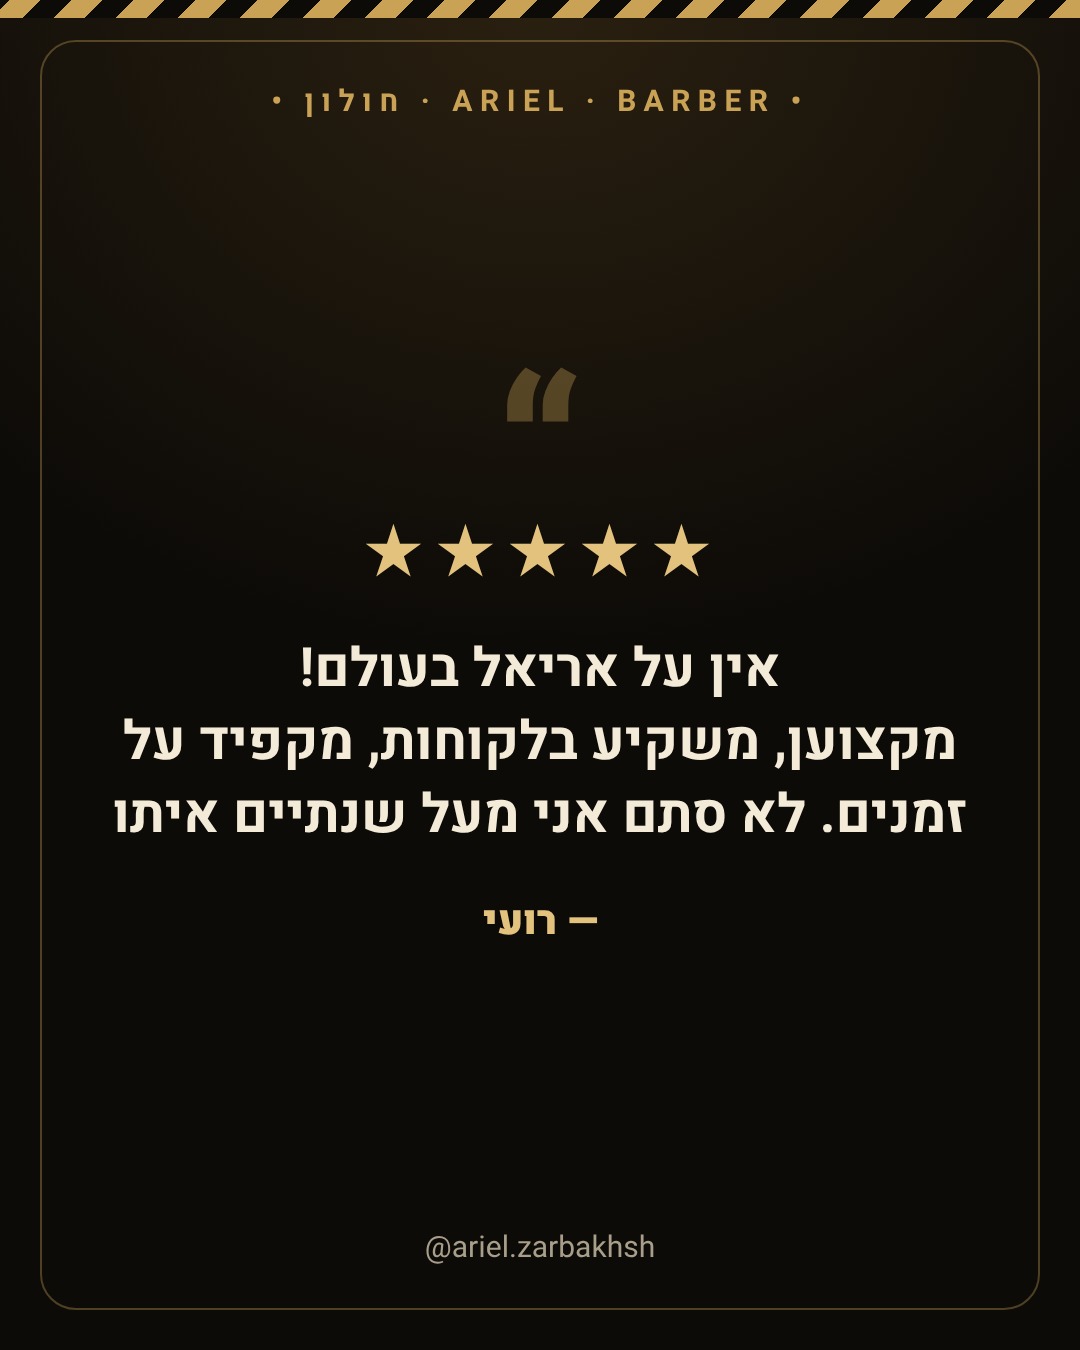 • ARIEL · BARBER · חולון •
“
★★★★★
אין על אריאל בעולם!
מקצוען, משקיע בלקוחות, מקפיד על
זמנים. לא סתם אני מעל שנתיים איתו
— רועי
@ariel.zarbakhsh